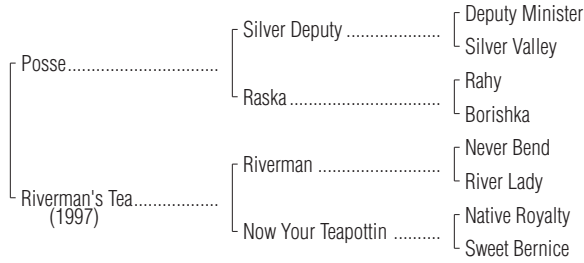 Deputy Minister
Silver Deputy ....................
Silver Valley
Posse................................
Rahy
Raska ................................
Borishka
Never Bend
Riverman ..........................
River Lady
Riverman's Tea..................
(1997)
Native Royalty
Now Your Teapottin ..........
Sweet Bernice